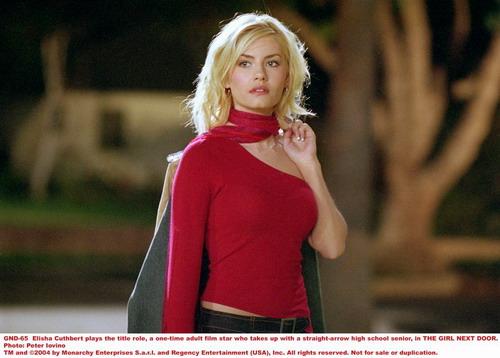 GND-65  Elisha Cuthbert plays the title role, a one-time adult film star who takes up with a straight-arrow high school senior, in THE GIRL NEXT DOOR.
Photo: Peter Iovino
TM and ©2004 by Monarchy Enterprises S.a.r.l. and Regency Entertainment (USA), Inc. All rights reserved. Not for sale or duplication.